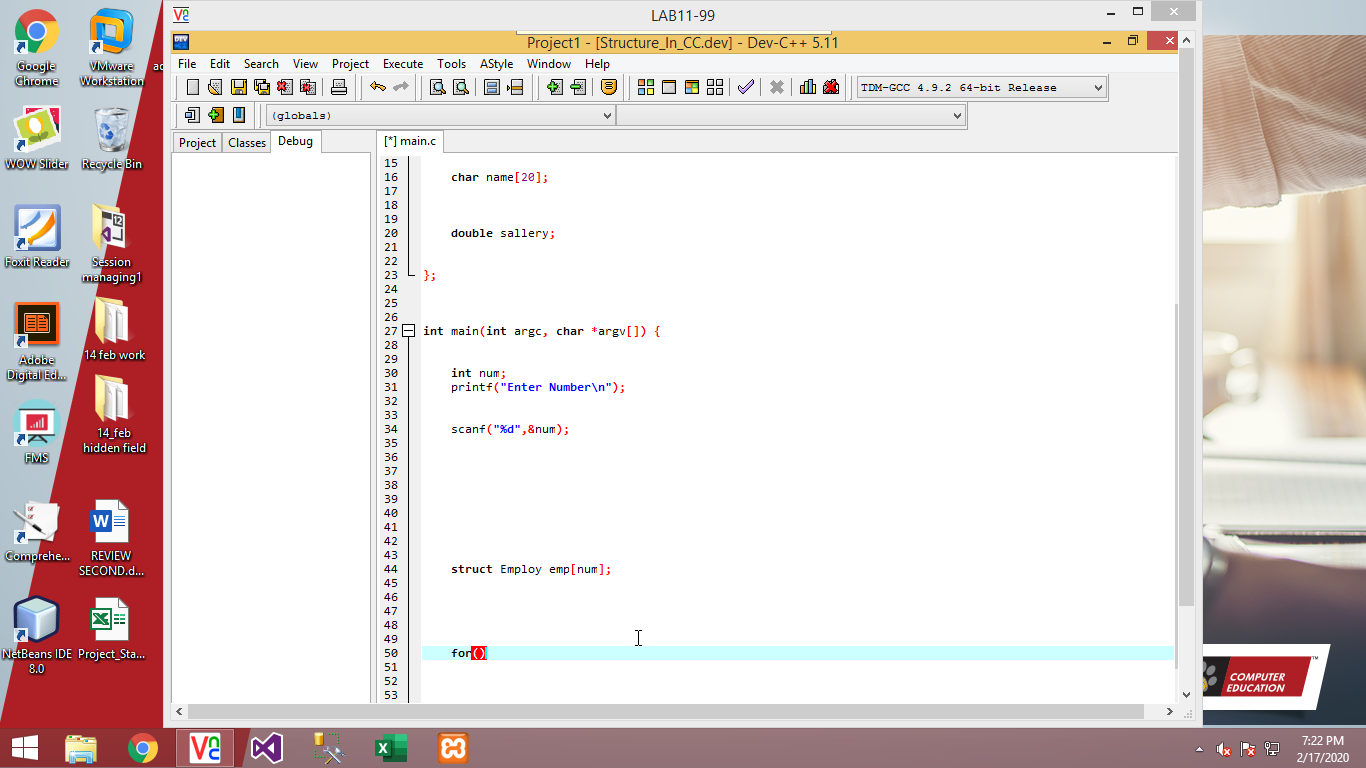 Google
Chrome
VMware
Workstation
ac
WOW Slider
Recycle Bin
Foxit Reader
Session
managing1
Adobe
Digital Ed...
14 feb work
FMS
14_feb
hidden field
Comprehe...
REVIEW
SECOND.d...
NetBeans IDE
8.0
Project_Sta...
LAB11-99
Project1 - [Structure_In_CC.dev] - Dev-C++ 5.11
File Edit Search View Project Execute Tools AStyle Window Help
TDM-GCC 4.9.2 64-bit Release
(globals)
Project Classes Debug
[*] main.c
15
16 char name[20];
17
18
19
20 double sallery;
21
22
23 };
24
25
26
27 int main(int argc, char *argv[]) {
28
29
30 int num;
31 printf("Enter Number\n");
32
33
34 scanf("%d",&num);
35
36
37
38
39
40
41
42
43
44 struct Employ emp[num];
45
46
47
48
49
50 for()
51
52
53
COMPUTER
EDUCATION
7:22 PM
2/17/2020